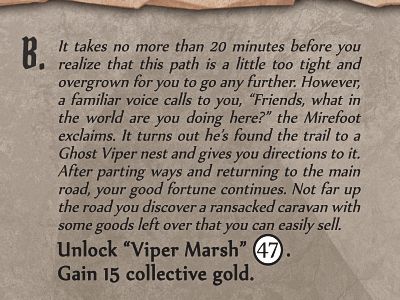 B. It takes no more than 20 minutes before you
realize that this path is a little too tight and
overgrown for you to go any further. However,
a familiar voice calls to you, “Friends, what in
the world are you doing here?” the Mirefoot
exclaims. It turns out he’s found the trail to a
Ghost Viper nest and gives you directions to it.
After parting ways and returning to the main
road, your good fortune continues. Not far up
the road you discover a ransacked caravan with
some goods left over that you can easily sell.
Unlock “Viper Marsh” 47.
Gain 15 collective gold.